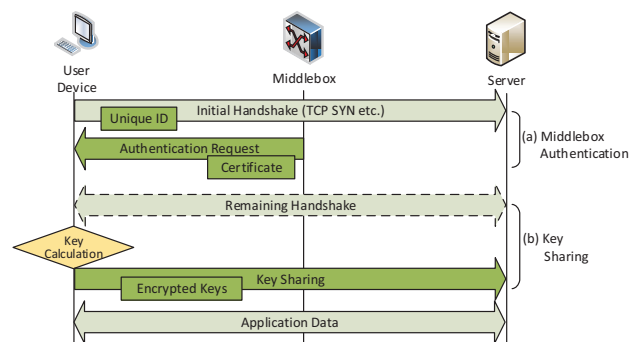 User
Device
Middlebox
Server
Initial Handshake (TCP SYN etc.)
Unique ID
Authentication Request
Certificate
(a) Middlebox
Authentication
Remaining Handshake
Key
Calculation
(b) Key
Sharing
Key Sharing
Encrypted Keys
Application Data